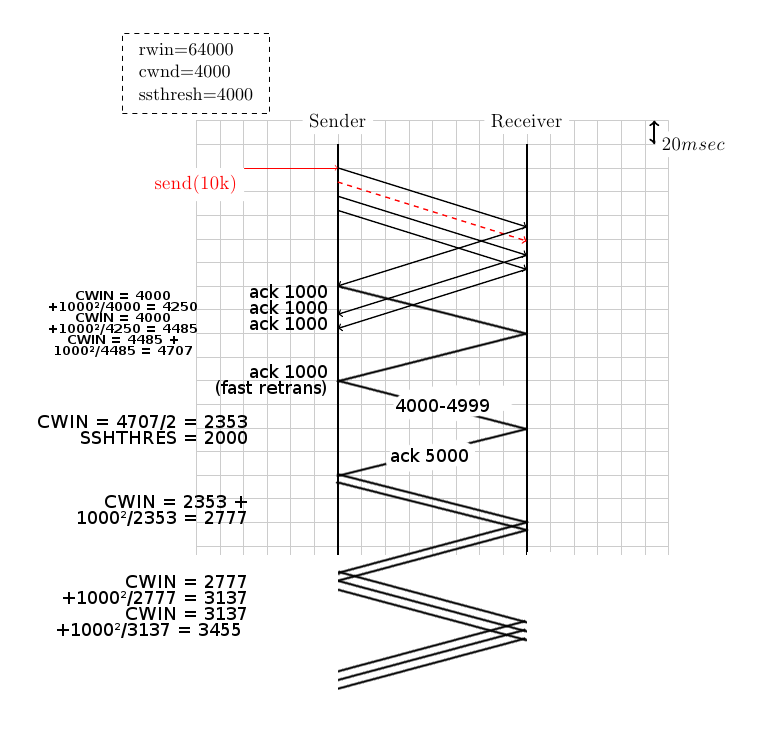 rwin=64000
cwnd=4000
ssthresh=4000
Sender
Receiver
20msec
send(10k)
CWIN = 4000
+1000²/4000 = 4250
CWIN = 4000
+1000²/4250 = 4485
CWIN = 4485 +
1000²/4485 = 4707
ack 1000
ack 1000
ack 1000
ack 1000
(fast retrans)
4000-4999
CWIN = 4707/2 = 2353
SSHTHRES = 2000
ack 5000
CWIN = 2353 +
1000²/2353 = 2777
CWIN = 2777
+1000²/2777 = 3137
CWIN = 3137
+1000²/3137 = 3455